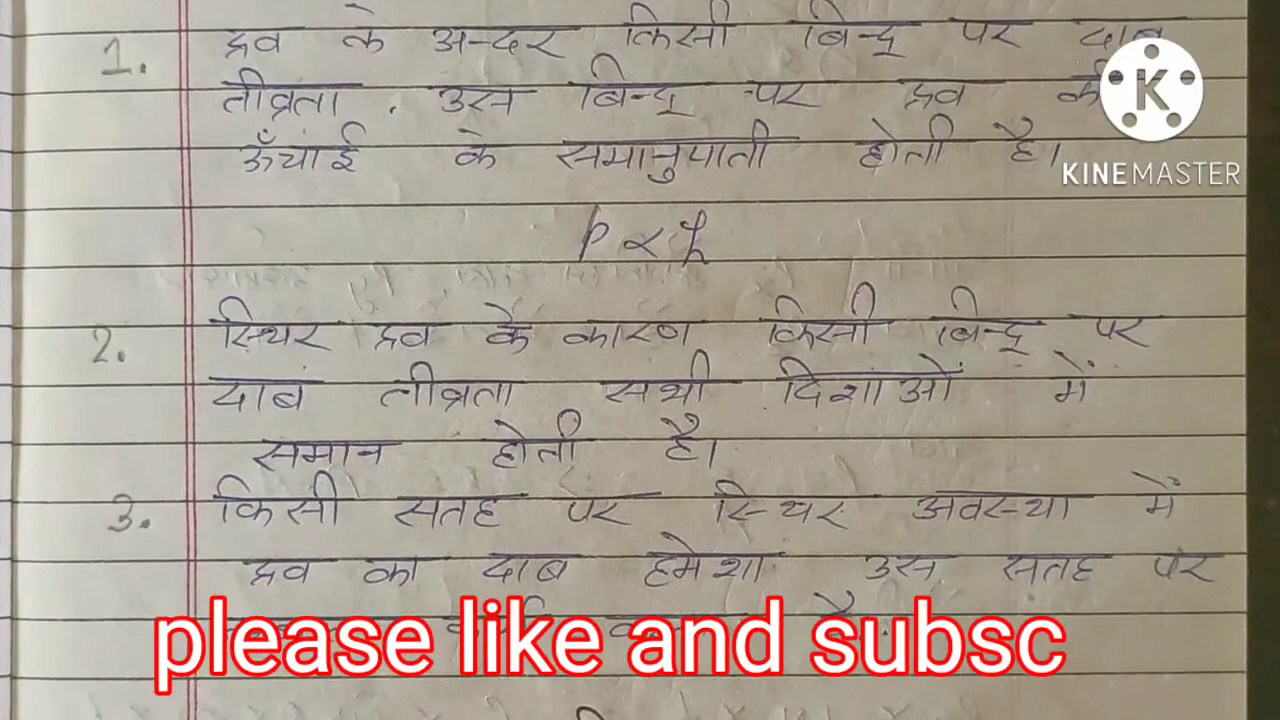 1. द्रव के अन्दर किसी बिन्दु पर दाब
तीव्रता . उस बिन्दु पर द्रव की
ऊँचाई के समानुपाती होती है।
p ∝ h
2. स्थिर द्रव के कारण किसी बिन्दु पर
दाब तीव्रता सभी दिशाओं में
समान होती है।
3. किसी सतह पर स्थिर अवस्था में
द्रव का दाब हमेशा उस सतह पर
है.
please like and subsc
K
KINEMASTER